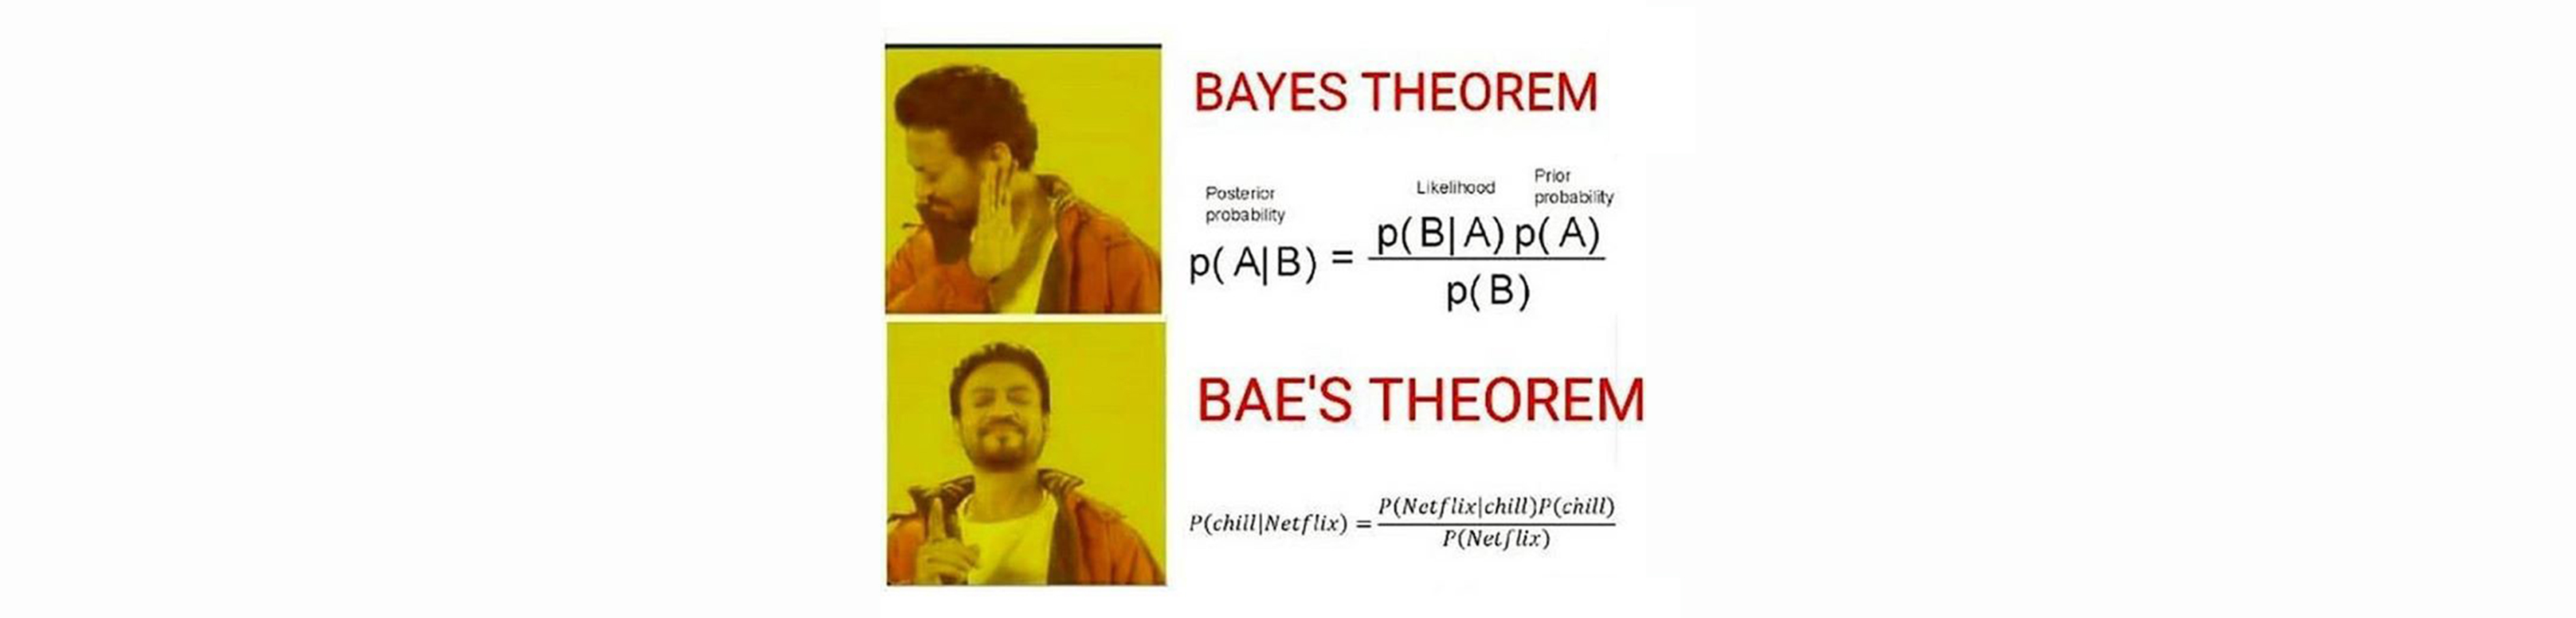 BAYES THEOREM
Posterior
probability
Likelihood
Prior
probability
p(A|B) = p(B|A) p(A)
p(B)
BAE'S THEOREM
P(chill|Netflix) = P(Netflix|chill)P(chill)
P(Netflix)